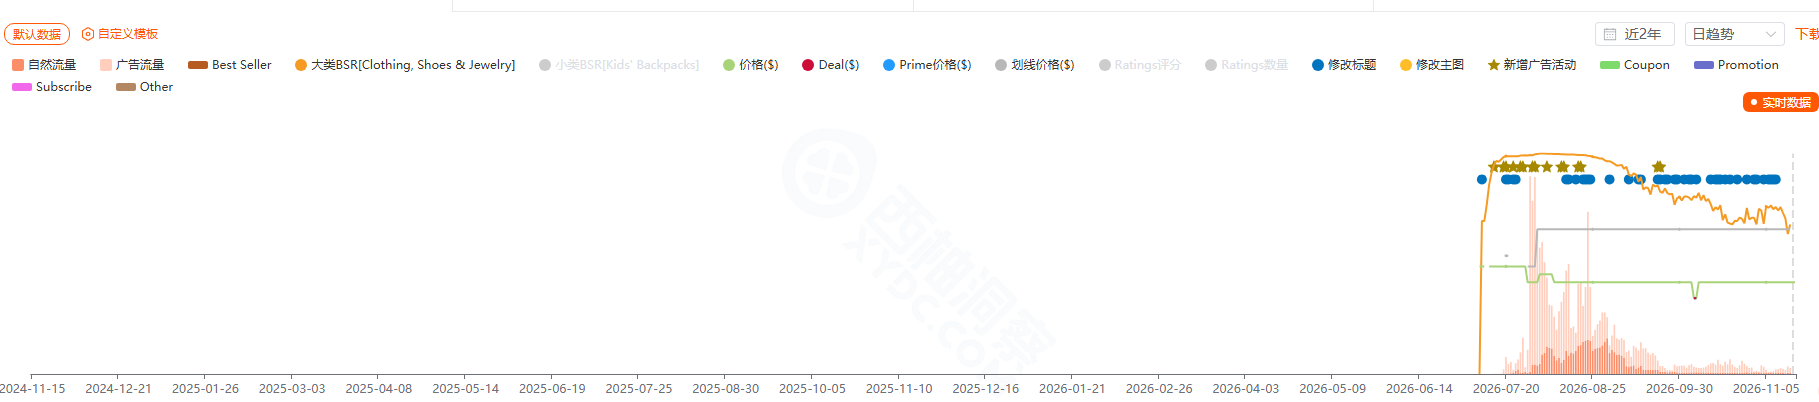 默认数据 自定义模板 近2年 日趋势 下载
自然流量 广告流量 Best Seller 大类BSR[Clothing, Shoes & Jewelry] 小类BSR[Kids' Backpacks] 价格($) Deal($) Prime价格($) 划线价格($) Ratings评分 Ratings数量 修改标题 修改主图 新增广告活动 Coupon Promotion
Subscribe Other
实时数据
西柚洞察
XYDC.COM
2024-11-15 2024-12-21 2025-01-26 2025-03-03 2025-04-08 2025-05-14 2025-06-19 2025-07-25 2025-08-30 2025-10-05 2025-11-10 2025-12-16 2026-01-21 2026-02-26 2026-04-03 2026-05-09 2026-06-14 2026-07-20 2026-08-25 2026-09-30 2026-11-05